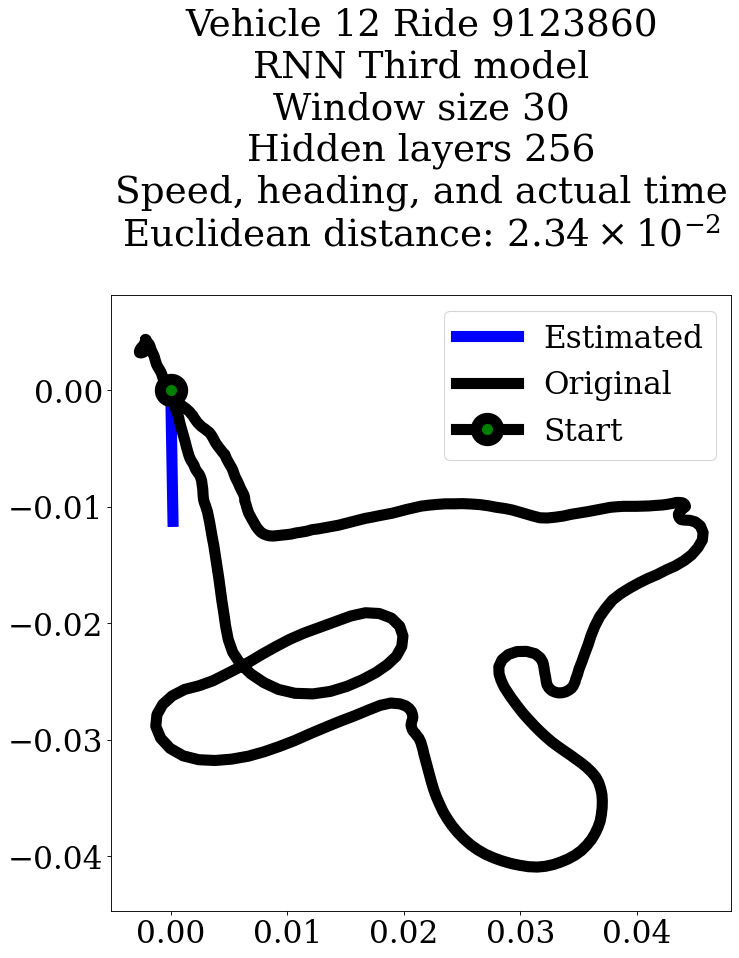 Vehicle 12 Ride 9123860
RNN Third model
Window size 30
Hidden layers 256
Speed, heading, and actual time
Euclidean distance: 2.34 × 10⁻²
Estimated
Original
Start
0.00
−0.01
−0.02
−0.03
−0.04
0.00 0.01 0.02 0.03 0.04